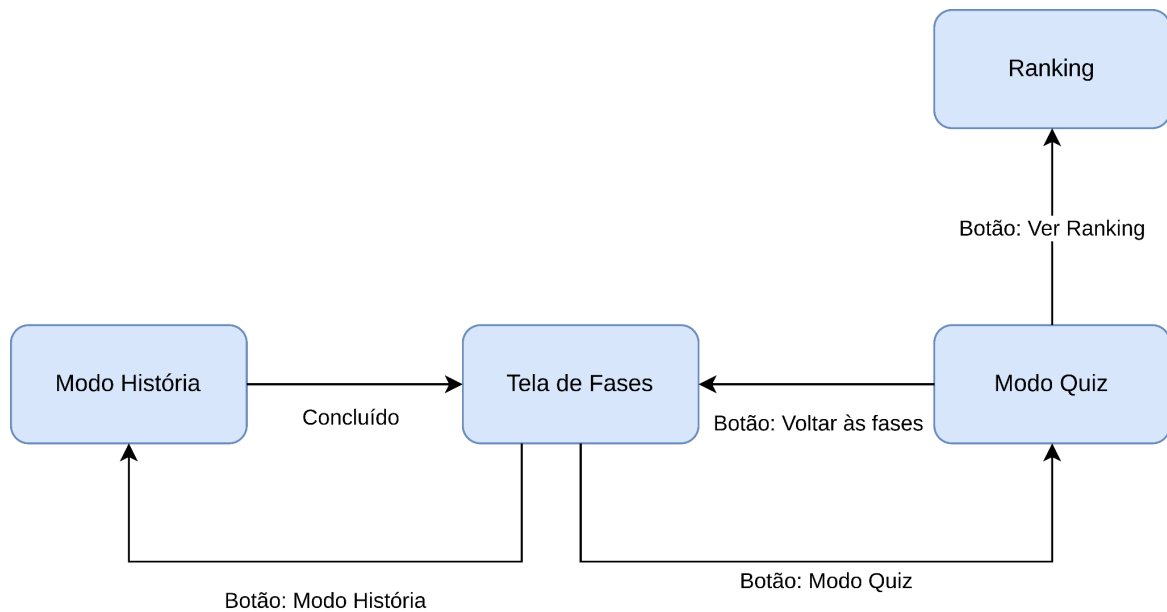 Ranking
Botão: Ver Ranking
Modo História
Tela de Fases
Modo Quiz
Concluído
Botão: Voltar às fases
Botão: Modo Quiz
Botão: Modo História